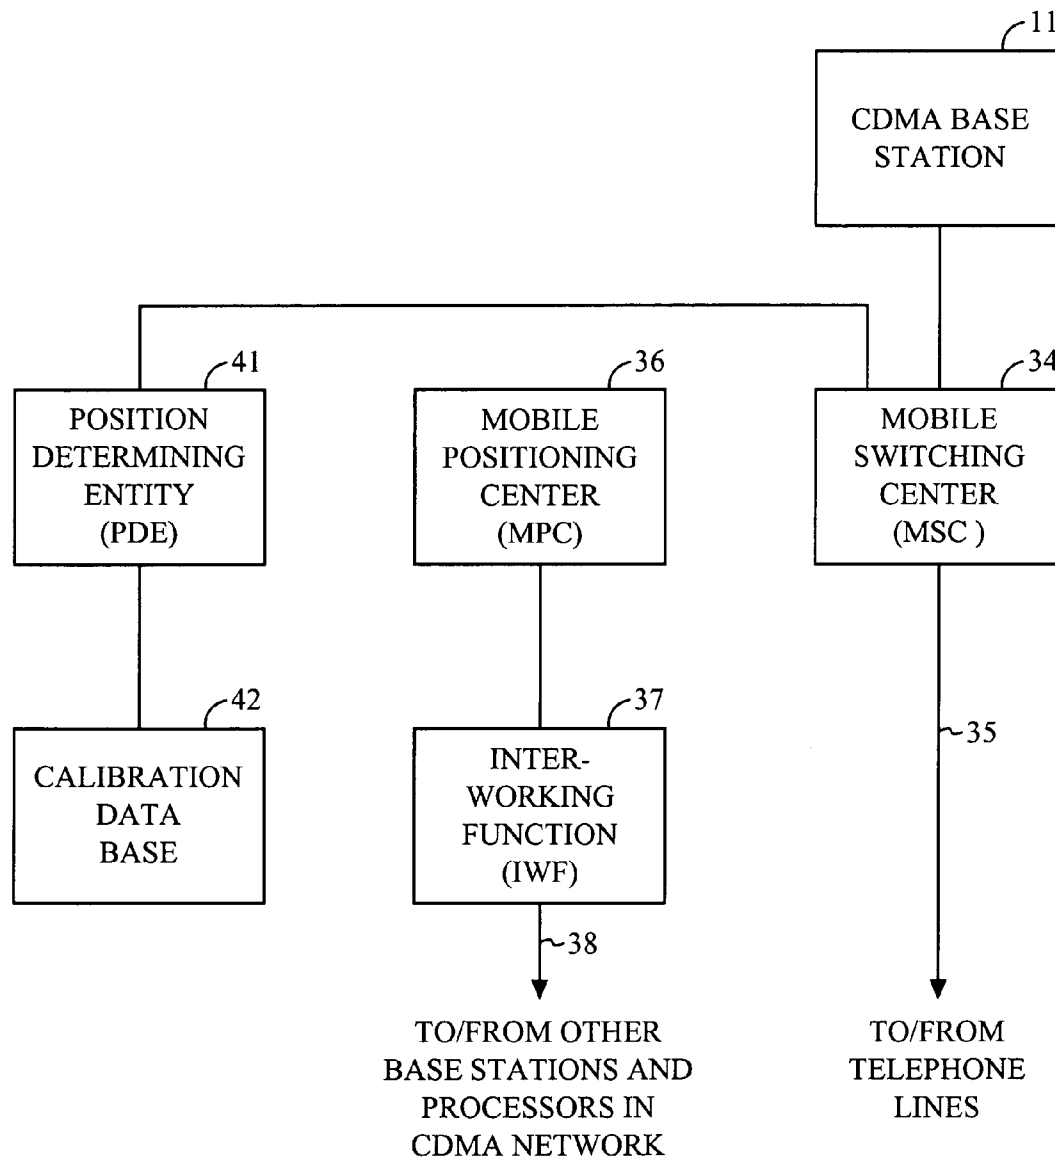 11
CDMA BASE
STATION
41
POSITION
DETERMINING
ENTITY
(PDE)
36
MOBILE
POSITIONING
CENTER
(MPC)
34
MOBILE
SWITCHING
CENTER
(MSC )
42
CALIBRATION
DATA
BASE
37
INTER-
WORKING
FUNCTION
(IWF)
35
38
TO/FROM OTHER
BASE STATIONS AND
PROCESSORS IN
CDMA NETWORK
TO/FROM
TELEPHONE
LINES